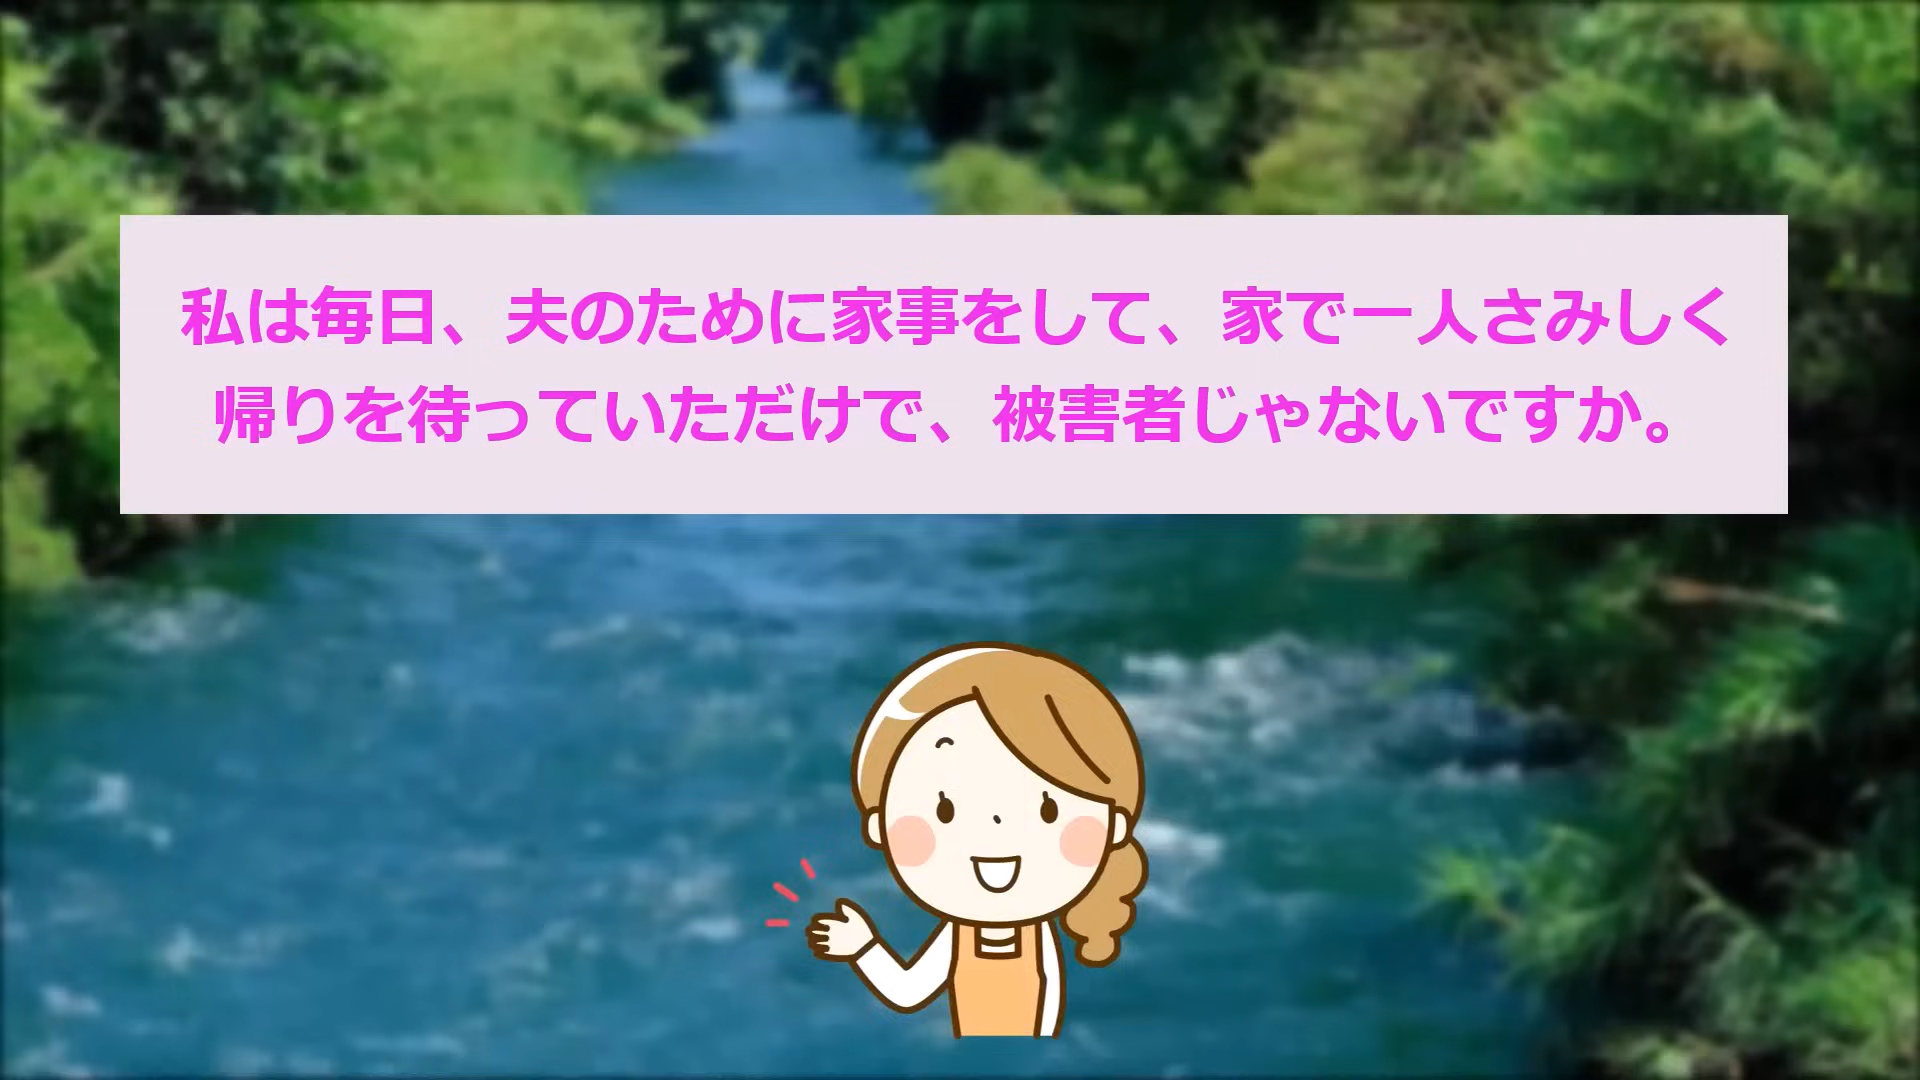 私は毎日、夫のために家事をして、家で一人さみしく
帰りを待っていただけで、被害者じゃないですか。